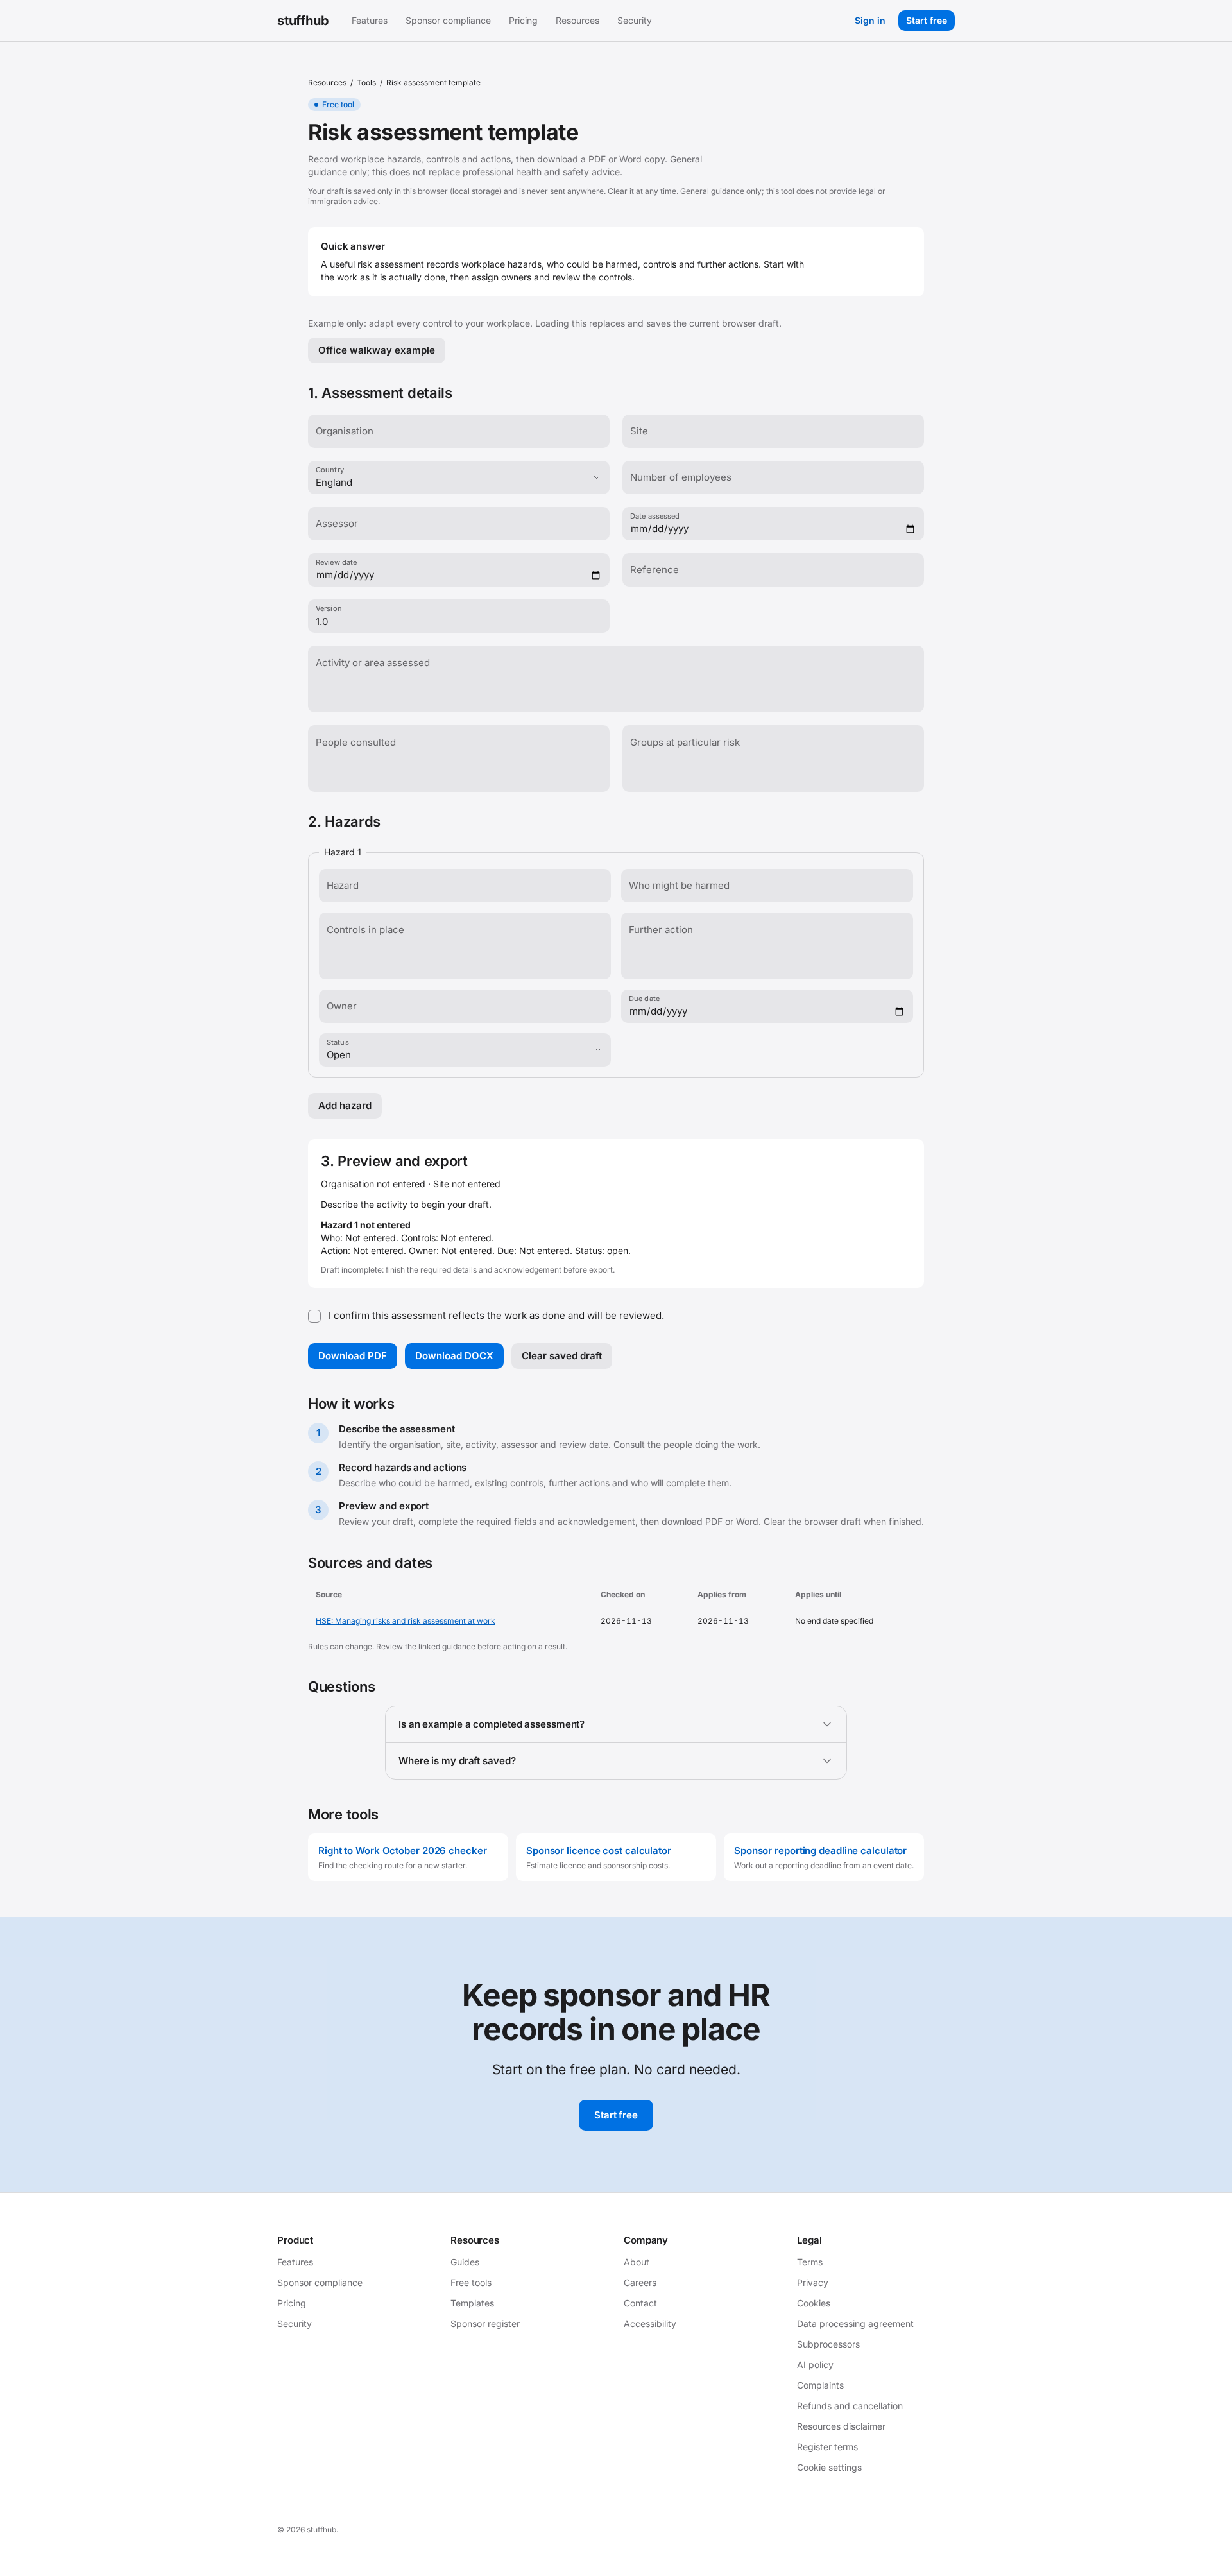 stuffhub
Features
Sponsor compliance
Pricing
Resources
Security
Sign in
Start free
Resources / Tools / Risk assessment template
Free tool
Risk assessment template
Record workplace hazards, controls and actions, then download a PDF or Word copy. General
guidance only; this does not replace professional health and safety advice.
Your draft is saved only in this browser (local storage) and is never sent anywhere. Clear it at any time. General guidance only; this tool does not provide legal or
immigration advice.
Quick answer
A useful risk assessment records workplace hazards, who could be harmed, controls and further actions. Start with
the work as it is actually done, then assign owners and review the controls.
Example only: adapt every control to your workplace. Loading this replaces and saves the current browser draft.
Office walkway example
1. Assessment details
Organisation
Site
Country
England
Number of employees
Assessor
Date assessed
mm/dd/yyyy
Review date
mm/dd/yyyy
Reference
Version
1.0
Activity or area assessed
People consulted
Groups at particular risk
2. Hazards
Hazard 1
Hazard
Who might be harmed
Controls in place
Further action
Owner
Due date
mm/dd/yyyy
Status
Open
Add hazard
3. Preview and export
Organisation not entered · Site not entered
Describe the activity to begin your draft.
Hazard 1 not entered
Who: Not entered. Controls: Not entered.
Action: Not entered. Owner: Not entered. Due: Not entered. Status: open.
Draft incomplete: finish the required details and acknowledgement before export.
I confirm this assessment reflects the work as done and will be reviewed.
Download PDF
Download DOCX
Clear saved draft
How it works
1
Describe the assessment
Identify the organisation, site, activity, assessor and review date. Consult the people doing the work.
2
Record hazards and actions
Describe who could be harmed, existing controls, further actions and who will complete them.
3
Preview and export
Review your draft, complete the required fields and acknowledgement, then download PDF or Word. Clear the browser draft when finished.
Sources and dates
Source
Checked on
Applies from
Applies until
HSE: Managing risks and risk assessment at work
2026-11-13
2026-11-13
No end date specified
Rules can change. Review the linked guidance before acting on a result.
Questions
Is an example a completed assessment?
Where is my draft saved?
More tools
Right to Work October 2026 checker
Find the checking route for a new starter.
Sponsor licence cost calculator
Estimate licence and sponsorship costs.
Sponsor reporting deadline calculator
Work out a reporting deadline from an event date.
Keep sponsor and HR
records in one place
Start on the free plan. No card needed.
Start free
Product
Features
Sponsor compliance
Pricing
Security
Resources
Guides
Free tools
Templates
Sponsor register
Company
About
Careers
Contact
Accessibility
Legal
Terms
Privacy
Cookies
Data processing agreement
Subprocessors
AI policy
Complaints
Refunds and cancellation
Resources disclaimer
Register terms
Cookie settings
© 2026 stuffhub.